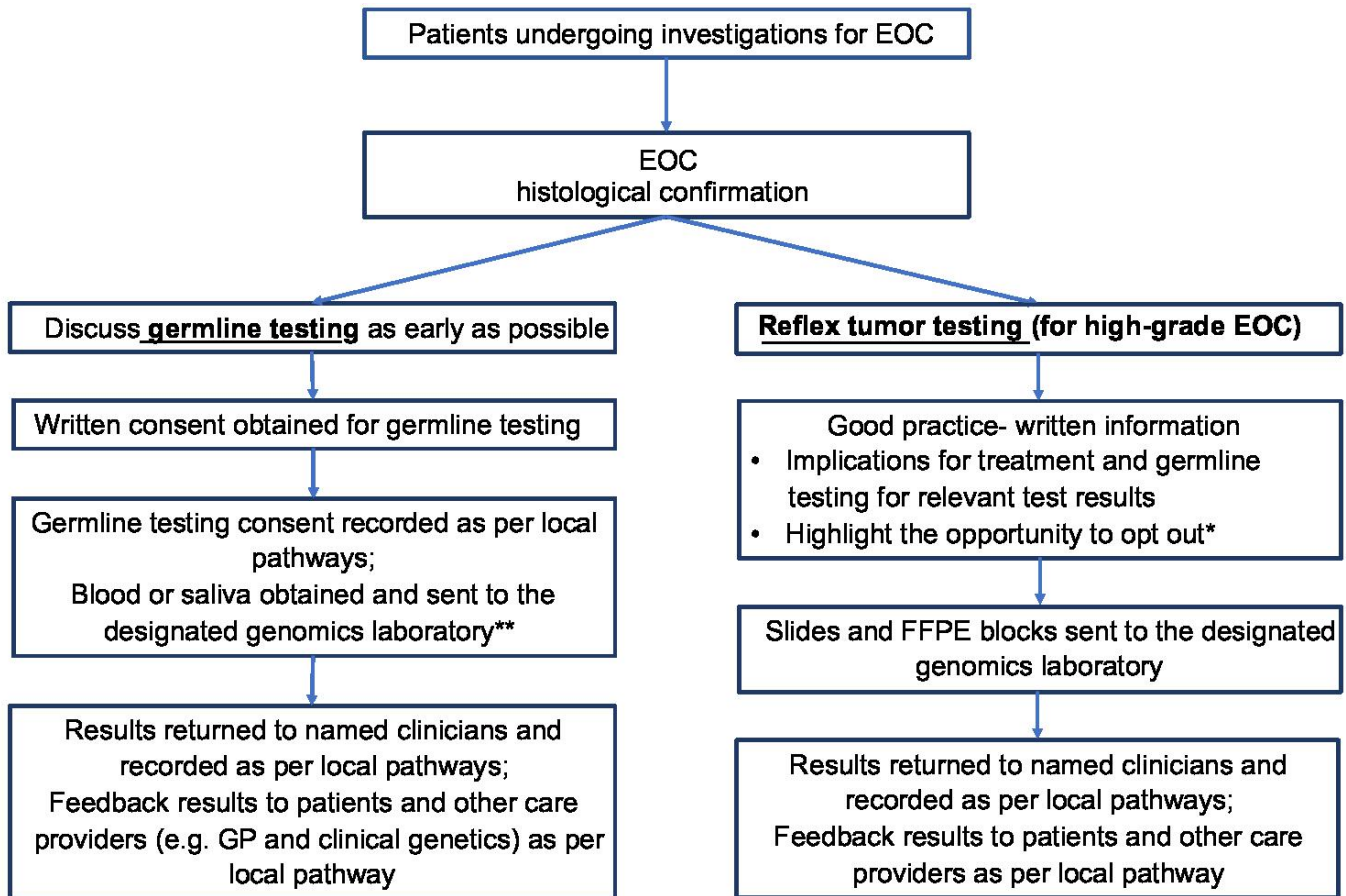 Patients undergoing investigations for EOC
EOC
histological confirmation
Discuss germline testing as early as possible
Written consent obtained for germline testing
Germline testing consent recorded as per local
pathways;
Blood or saliva obtained and sent to the
designated genomics laboratory**
Results returned to named clinicians and
recorded as per local pathways;
Feedback results to patients and other care
providers (e.g. GP and clinical genetics) as per
local pathway
Reflex tumor testing (for high-grade EOC)
Good practice- written information
• Implications for treatment and germline
testing for relevant test results
• Highlight the opportunity to opt out*
Slides and FFPE blocks sent to the designated
genomics laboratory
Results returned to named clinicians and
recorded as per local pathways;
Feedback results to patients and other care
providers as per local pathway